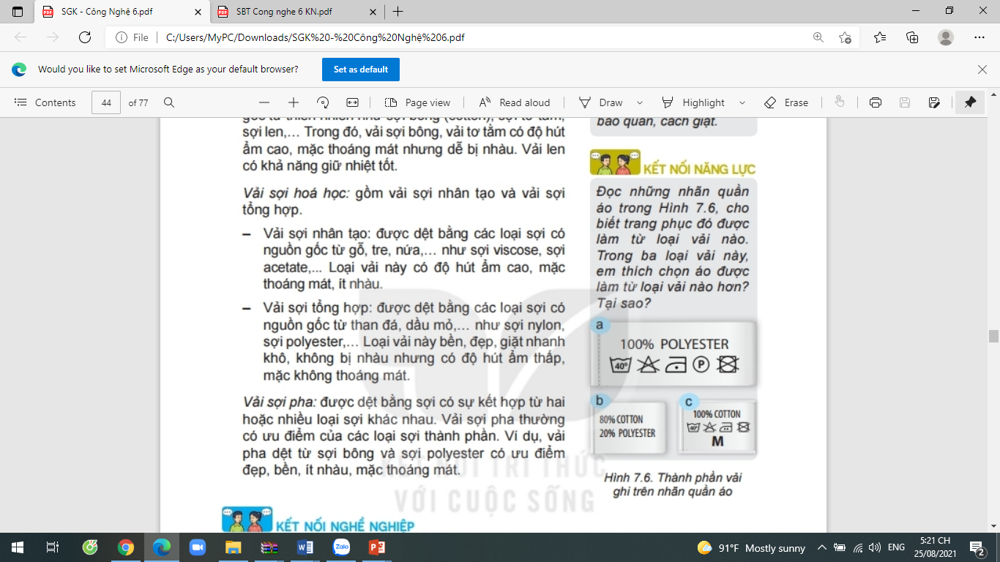 SGK - Công Nghệ 6.pdf
SBT Cong nghe 6 KN.pdf
File
C:/Users/MyPC/Downloads/SGK%20-%20Công%20Nghệ%206.pdf
Would you like to set Microsoft Edge as your default browser?
Set as default
Contents
44
of 77
Page view
Read aloud
Draw
Highlight
Erase
gốc từ thiên nhiên như sợi bông (cotton), sợi tơ tằm,
sợi len,... Trong đó, vải sợi bông, vải tơ tằm có độ hút
ẩm cao, mặc thoáng mát nhưng dễ bị nhàu. Vải len
có khả năng giữ nhiệt tốt.
Vải sợi hoá học: gồm vải sợi nhân tạo và vải sợi
tổng hợp.
– Vải sợi nhân tạo: được dệt bằng các loại sợi có
nguồn gốc từ gỗ, tre, nứa,... như sợi viscose, sợi
acetate,... Loại vải này có độ hút ẩm cao, mặc
thoáng mát, ít nhàu.
– Vải sợi tổng hợp: được dệt bằng các loại sợi có
nguồn gốc từ than đá, dầu mỏ,... như sợi nylon,
sợi polyester,... Loại vải này bền, đẹp, giặt nhanh
khô, không bị nhàu nhưng có độ hút ẩm thấp,
mặc không thoáng mát.
Vải sợi pha: được dệt bằng sợi có sự kết hợp từ hai
hoặc nhiều loại sợi khác nhau. Vải sợi pha thường
có ưu điểm của các loại sợi thành phần. Ví dụ, vải
pha dệt từ sợi bông và sợi polyester có ưu điểm
đẹp, bền, ít nhàu, mặc thoáng mát.
KẾT NỐI TRI THỨC
VỚI CUỘC SỐNG
KẾT NỐI NGHỀ NGHIỆP
bảo quản, cách giặt.
KẾT NỐI NĂNG LỰC
Đọc những nhãn quần
áo trong Hình 7.6, cho
biết trang phục đó được
làm từ loại vải nào.
Trong ba loại vải này,
em thích chọn áo được
làm từ loại vải nào hơn?
Tại sao?
a
100% POLYESTER
40° P
b
80% COTTON
20% POLYESTER
c
100% COTTON
40°
M
Hình 7.6. Thành phần vải
ghi trên nhãn quần áo
Zalo
91°F Mostly sunny
ENG
5:21 CH
25/08/2021
2